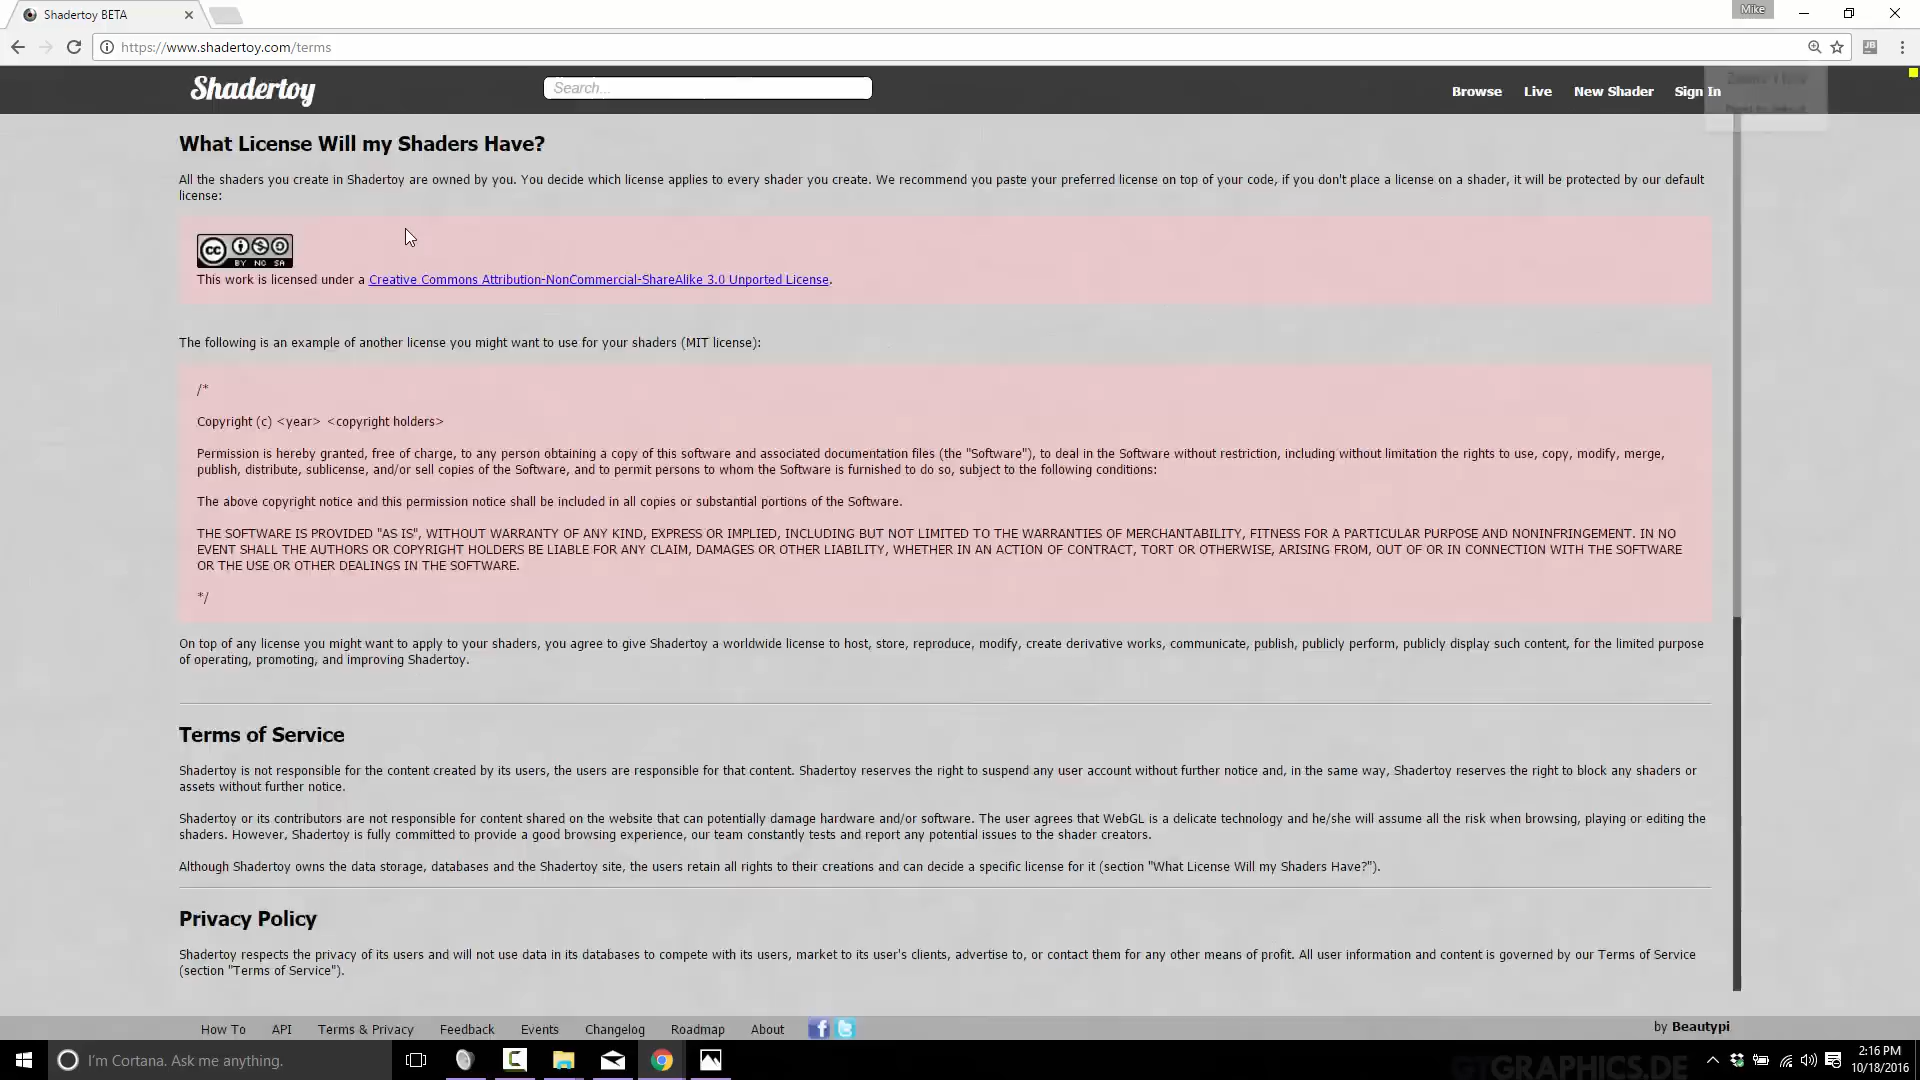 Shadertoy BETA
Mike
https://www.shadertoy.com/terms
JB
Shadertoy
Search...
Browse Live New Shader Sign In
What License Will my Shaders Have?
All the shaders you create in Shadertoy are owned by you. You decide which license applies to every shader you create. We recommend you paste your preferred license on top of your code, if you don't place a license on a shader, it will be protected by our default
license:
cc BY NC SA
This work is licensed under a Creative Commons Attribution-NonCommercial-ShareAlike 3.0 Unported License.
The following is an example of another license you might want to use for your shaders (MIT license):
/*
Copyright (c) <year> <copyright holders>
Permission is hereby granted, free of charge, to any person obtaining a copy of this software and associated documentation files (the "Software"), to deal in the Software without restriction, including without limitation the rights to use, copy, modify, merge,
publish, distribute, sublicense, and/or sell copies of the Software, and to permit persons to whom the Software is furnished to do so, subject to the following conditions:
The above copyright notice and this permission notice shall be included in all copies or substantial portions of the Software.
THE SOFTWARE IS PROVIDED "AS IS", WITHOUT WARRANTY OF ANY KIND, EXPRESS OR IMPLIED, INCLUDING BUT NOT LIMITED TO THE WARRANTIES OF MERCHANTABILITY, FITNESS FOR A PARTICULAR PURPOSE AND NONINFRINGEMENT. IN NO
EVENT SHALL THE AUTHORS OR COPYRIGHT HOLDERS BE LIABLE FOR ANY CLAIM, DAMAGES OR OTHER LIABILITY, WHETHER IN AN ACTION OF CONTRACT, TORT OR OTHERWISE, ARISING FROM, OUT OF OR IN CONNECTION WITH THE SOFTWARE
OR THE USE OR OTHER DEALINGS IN THE SOFTWARE.
*/
On top of any license you might want to apply to your shaders, you agree to give Shadertoy a worldwide license to host, store, reproduce, modify, create derivative works, communicate, publish, publicly perform, publicly display such content, for the limited purpose
of operating, promoting, and improving Shadertoy.
Terms of Service
Shadertoy is not responsible for the content created by its users, the users are responsible for that content. Shadertoy reserves the right to suspend any user account without further notice and, in the same way, Shadertoy reserves the right to block any shaders or
assets without further notice.
Shadertoy or its contributors are not responsible for content shared on the website that can potentially damage hardware and/or software. The user agrees that WebGL is a delicate technology and he/she will assume all the risk when browsing, playing or editing the
shaders. However, Shadertoy is fully committed to provide a good browsing experience, our team constantly tests and report any potential issues to the shader creators.
Although Shadertoy owns the data storage, databases and the Shadertoy site, the users retain all rights to their creations and can decide a specific license for it (section "What License Will my Shaders Have?").
Privacy Policy
Shadertoy respects the privacy of its users and will not use data in its databases to compete with its users, market to its user's clients, advertise to, or contact them for any other means of profit. All user information and content is governed by our Terms of Service
(section "Terms of Service").
How To API Terms & Privacy Feedback Events Changelog Roadmap About
by Beautypi
I'm Cortana. Ask me anything.
GTGRAPHICS.DE
2:16 PM
10/18/2016